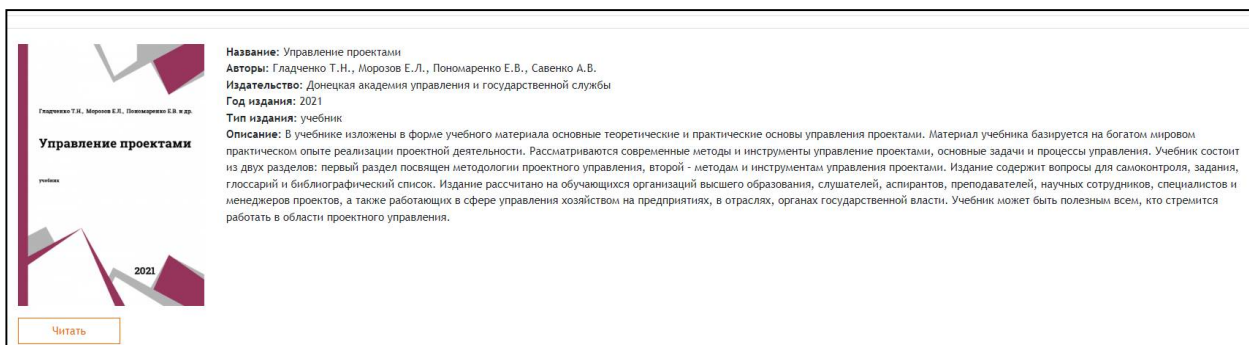 Гладченко Т.Н., Морозов Е.Л., Пономаренко Е.В. и др.
Управление проектами
учебник
2021
Читать
Название: Управление проектами
Авторы: Гладченко Т.Н., Морозов Е.Л., Пономаренко Е.В., Савенко А.В.
Издательство: Донецкая академия управления и государственной службы
Год издания: 2021
Тип издания: учебник
Описание: В учебнике изложены в форме учебного материала основные теоретические и практические основы управления проектами. Материал учебника базируется на богатом мировом
практическом опыте реализации проектной деятельности. Рассматриваются современные методы и инструменты управление проектами, основные задачи и процессы управления. Учебник состоит
из двух разделов: первый раздел посвящен методологии проектного управления, второй – методам и инструментам управления проектами. Издание содержит вопросы для самоконтроля, задания,
глоссарий и библиографический список. Издание рассчитано на обучающихся организаций высшего образования, слушателей, аспирантов, преподавателей, научных сотрудников, специалистов и
менеджеров проектов, а также работающих в сфере управления хозяйством на предприятиях, в отраслях, органах государственной власти. Учебник может быть полезным всем, кто стремится
работать в области проектного управления.